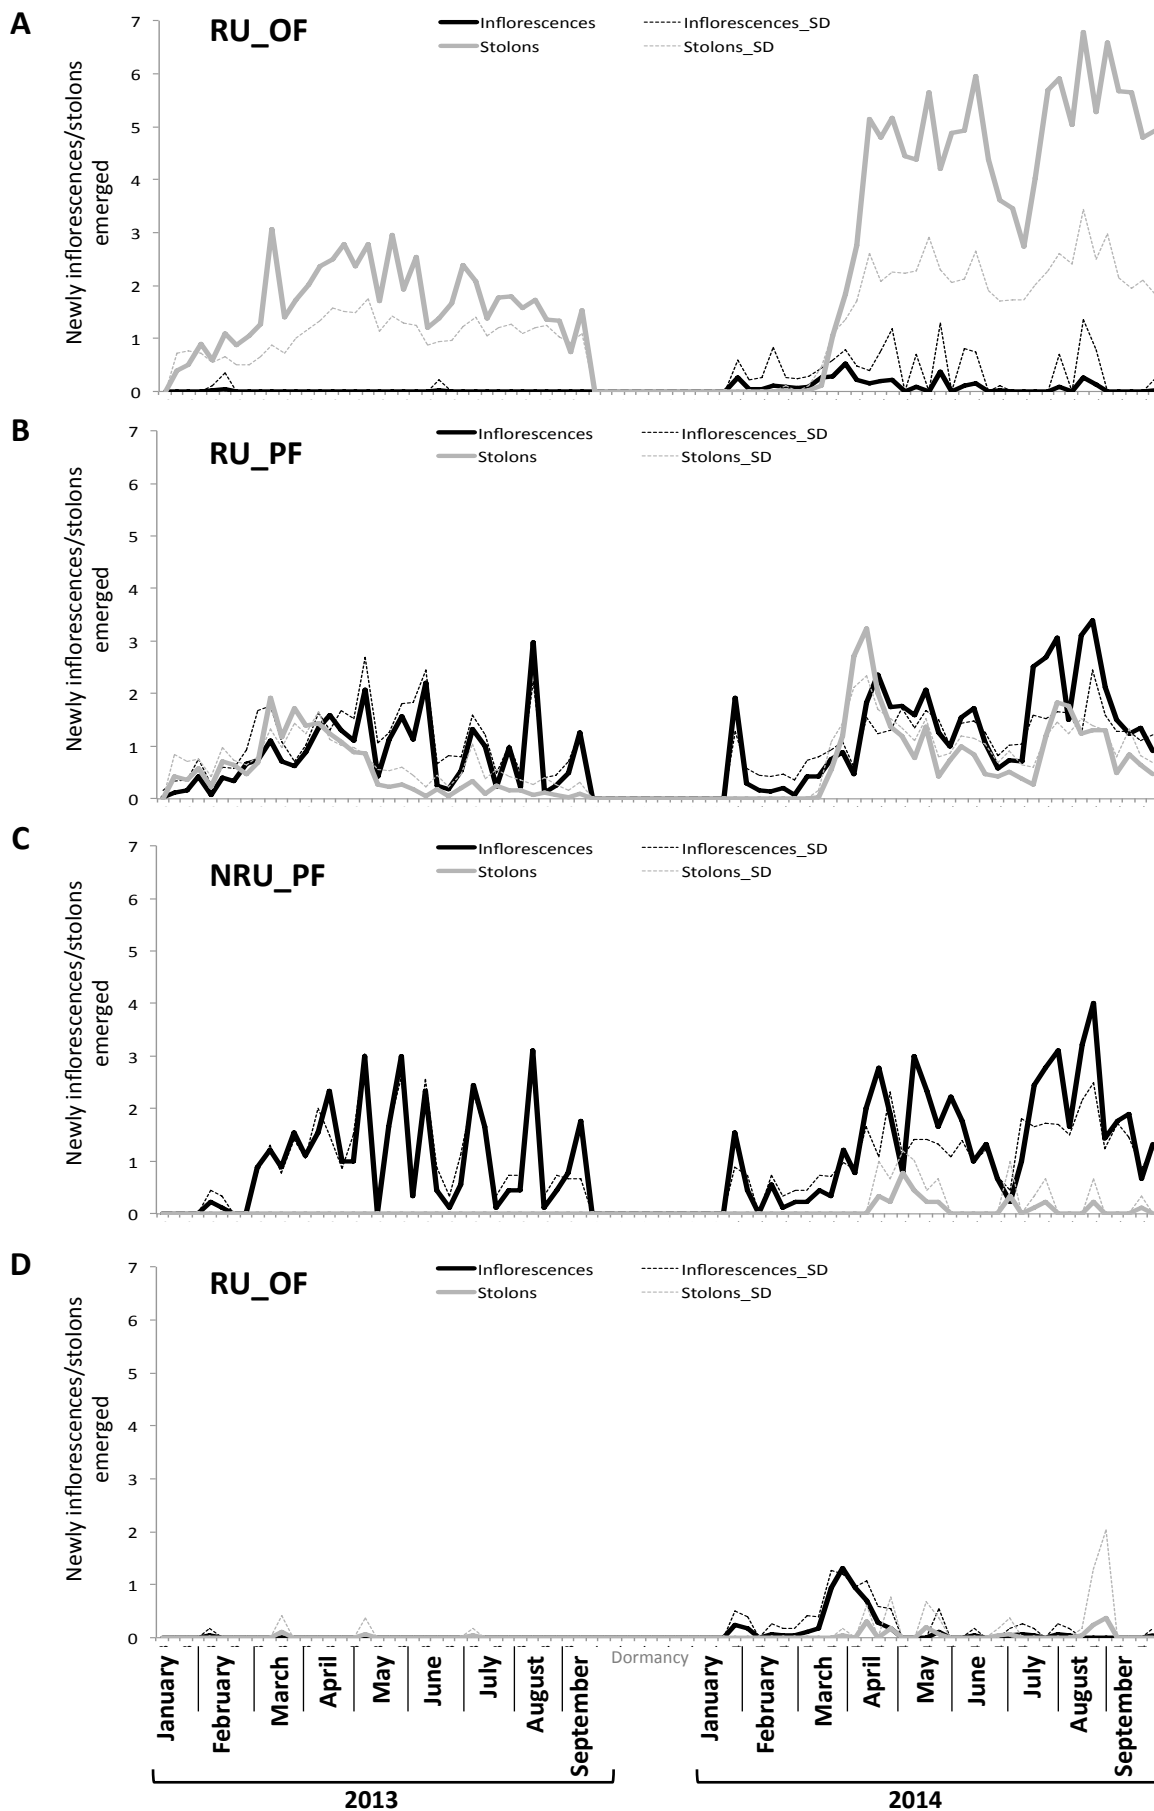 A
RU_OF
Inflorescences
Inflorescences_SD
Stolons
Stolons_SD
Newly inflorescences/stolons
emerged
7
6
5
4
3
2
1
0
B
RU_PF
Inflorescences
Inflorescences_SD
Stolons
Stolons_SD
Newly inflorescences/stolons
emerged
7
6
5
4
3
2
1
0
C
NRU_PF
Inflorescences
Inflorescences_SD
Stolons
Stolons_SD
Newly inflorescences/stolons
emerged
7
6
5
4
3
2
1
0
D
RU_OF
Inflorescences
Inflorescences_SD
Stolons
Stolons_SD
Newly inflorescences/stolons
emerged
7
6
5
4
3
2
1
0
January
February
March
April
May
June
July
August
September
Dormancy
January
February
March
April
May
June
July
August
September
2013
2014